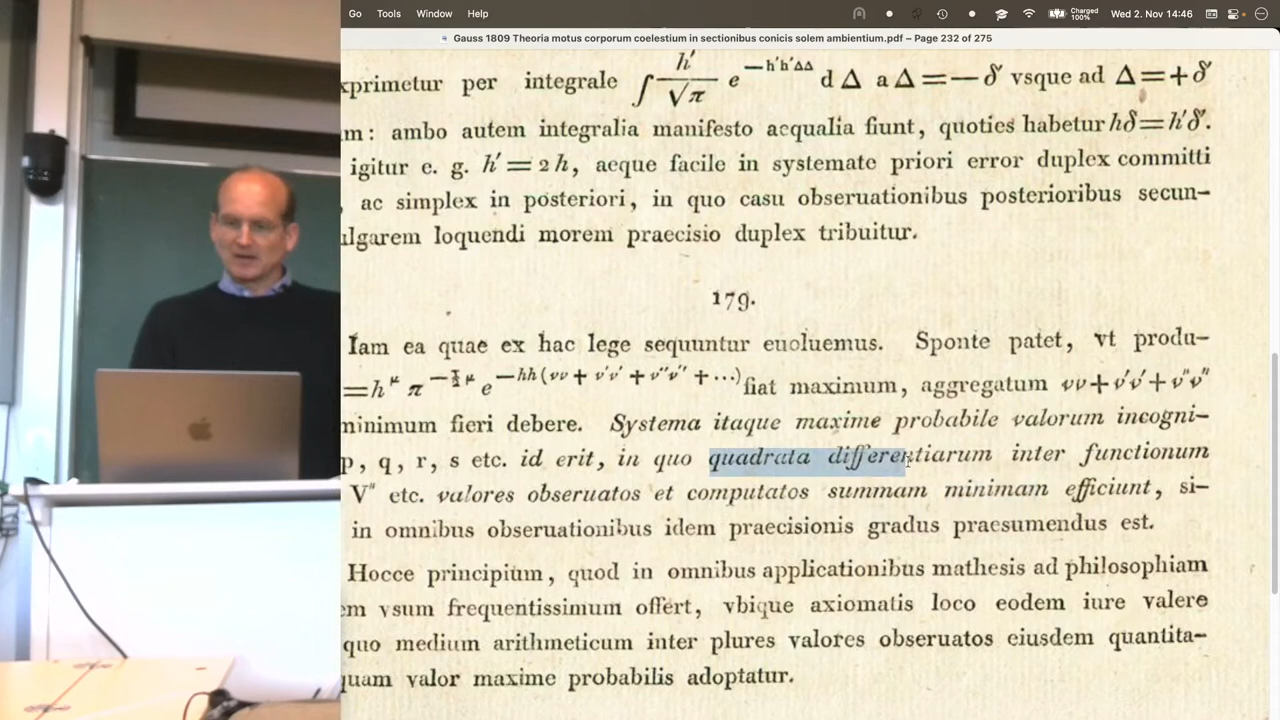 Go Tools Window Help Charged 100% Wed 2. Nov 14:46
Gauss 1809 Theoria motus corporum coelestium in sectionibus conicis solem ambientium.pdf – Page 232 of 275
xprimetur per integrale ∫ h′/√π e^{—h′h′ΔΔ} d Δ a Δ=—δ′ vsque ad Δ=+δ′
m: ambo autem integralia manifesto aequalia fiunt, quoties habetur hδ=h′δ′.
igitur e. g. h′=2h, aeque facile in systemate priori error duplex committi
, ac simplex in posteriori, in quo casu obseruationibus posterioribus secun–
ulgarem loquendi morem praecisio duplex tribuitur.
179.
Iam ea quae ex hac lege sequuntur euoluemus. Sponte patet, vt produ–
=h^μ π^{—½μ} e^{—hh(vv+v′v′+v″v″+...)} fiat maximum, aggregatum vv+v′v′+v″v″
minimum fieri debere. Systema itaque maxime probabile valorum incogni–
p, q, r, s etc. id erit, in quo quadrata differentiarum inter functionum
V″ etc. valores obseruatos et computatos summam minimam efficiunt, si–
in omnibus obseruationibus idem praecisionis gradus praesumendus est.
Hocce principium, quod in omnibus applicationibus mathesis ad philosophiam
em vsum frequentissimum offert, vbique axiomatis loco eodem iure valere
quo medium arithmeticum inter plures valores obseruatos eiusdem quantita–
quam valor maxime probabilis adoptatur.